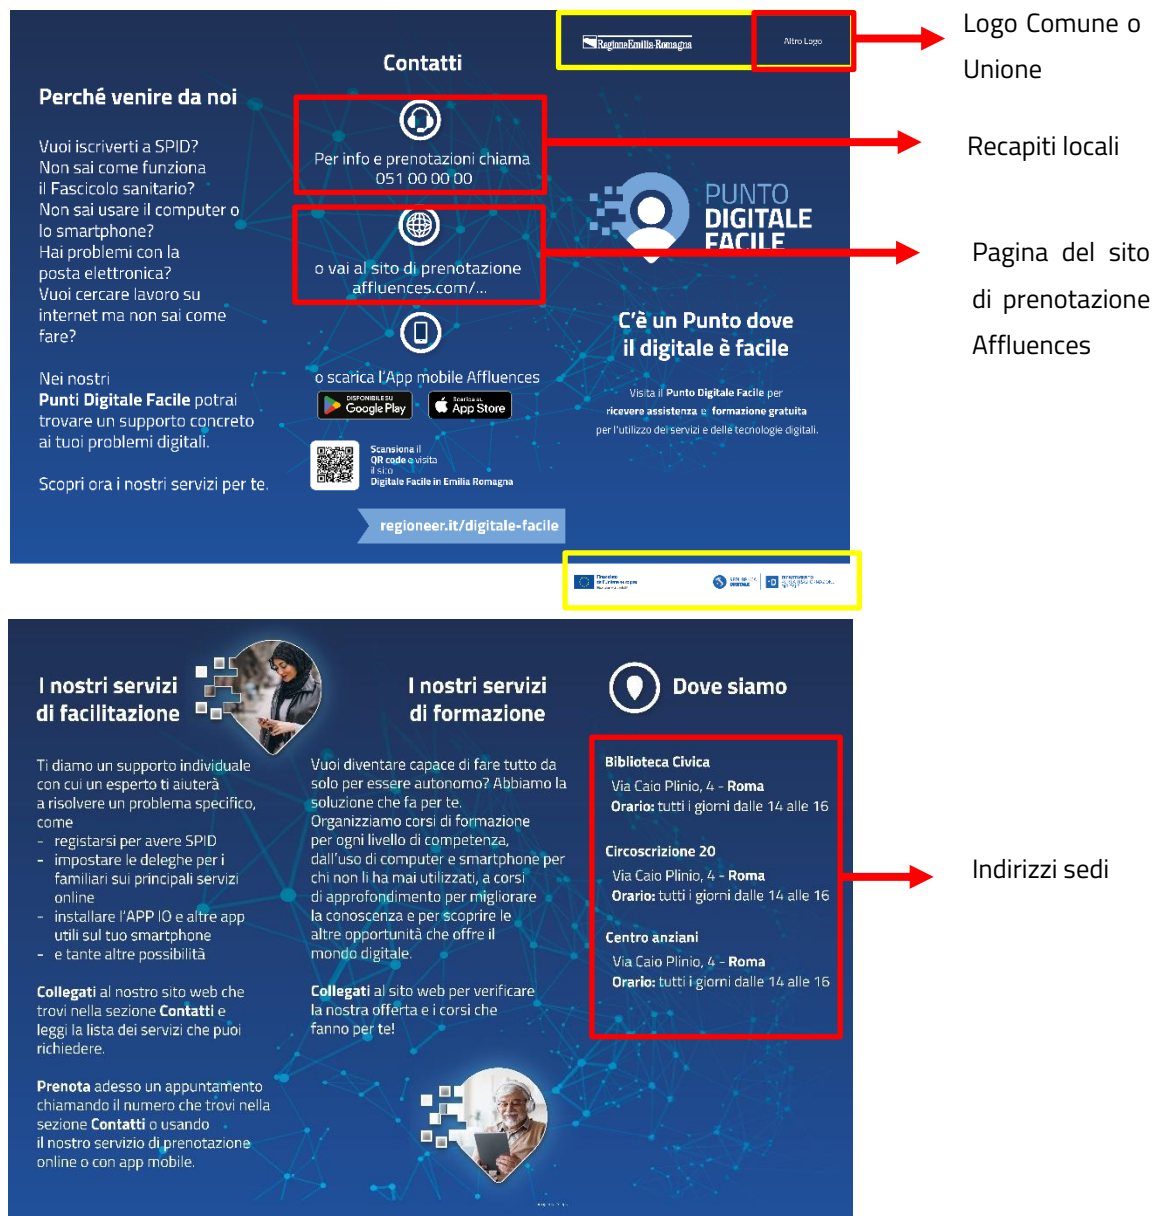 Perché venire da noi
Vuoi iscriverti a SPID?
Non sai come funziona
il Fascicolo sanitario?
Non sai usare il computer o
lo smartphone?
Hai problemi con la
posta elettronica?
Vuoi cercare lavoro su
internet ma non sai come
fare?
Nei nostri
Punti Digitale Facile potrai
trovare un supporto concreto
ai tuoi problemi digitali.
Scopri ora i nostri servizi per te.
Contatti
Per info e prenotazioni chiama
051 00 00 00
o vai al sito di prenotazione
affluences.com/...
o scarica l'App mobile Affluences
DISPONIBILE SU
Google Play
Scarica su
App Store
Scansiona il
QR code e visita
il sito
Digitale Facile in Emilia Romagna
regioneer.it/digitale-facile
RegioneEmilia-Romagna
Altro Logo
PUNTO
DIGITALE
FACILE
C'è un Punto dove
il digitale è facile
Visita il Punto Digitale Facile per
ricevere assistenza e formazione gratuita
per l'utilizzo dei servizi e delle tecnologie digitali.
Logo Comune o
Unione
Recapiti locali
Pagina del sito
di prenotazione
Affluences
I nostri servizi
di facilitazione
Ti diamo un supporto individuale
con cui un esperto ti aiuterà
a risolvere un problema specifico,
come
- registarsi per avere SPID
- impostare le deleghe per i
familiari sui principali servizi
online
- installare l'APP IO e altre app
utili sul tuo smartphone
- e tante altre possibilità
Collegati al nostro sito web che
trovi nella sezione Contatti e
leggi la lista dei servizi che puoi
richiedere.
Prenota adesso un appuntamento
chiamando il numero che trovi nella
sezione Contatti o usando
il nostro servizio di prenotazione
online o con app mobile.
I nostri servizi
di formazione
Vuoi diventare capace di fare tutto da
solo per essere autonomo? Abbiamo la
soluzione che fa per te.
Organizziamo corsi di formazione
per ogni livello di competenza,
dall'uso di computer e smartphone per
chi non li ha mai utilizzati, a corsi
di approfondimento per migliorare
la conoscenza e per scoprire le
altre opportunità che offre il
mondo digitale.
Collegati al sito web per verificare
la nostra offerta e i corsi che
fanno per te!
Dove siamo
Biblioteca Civica
Via Caio Plinio, 4 - Roma
Orario: tutti i giorni dalle 14 alle 16
Circoscrizione 20
Via Caio Plinio, 4 - Roma
Orario: tutti i giorni dalle 14 alle 16
Centro anziani
Via Caio Plinio, 4 - Roma
Orario: tutti i giorni dalle 14 alle 16
Indirizzi sedi